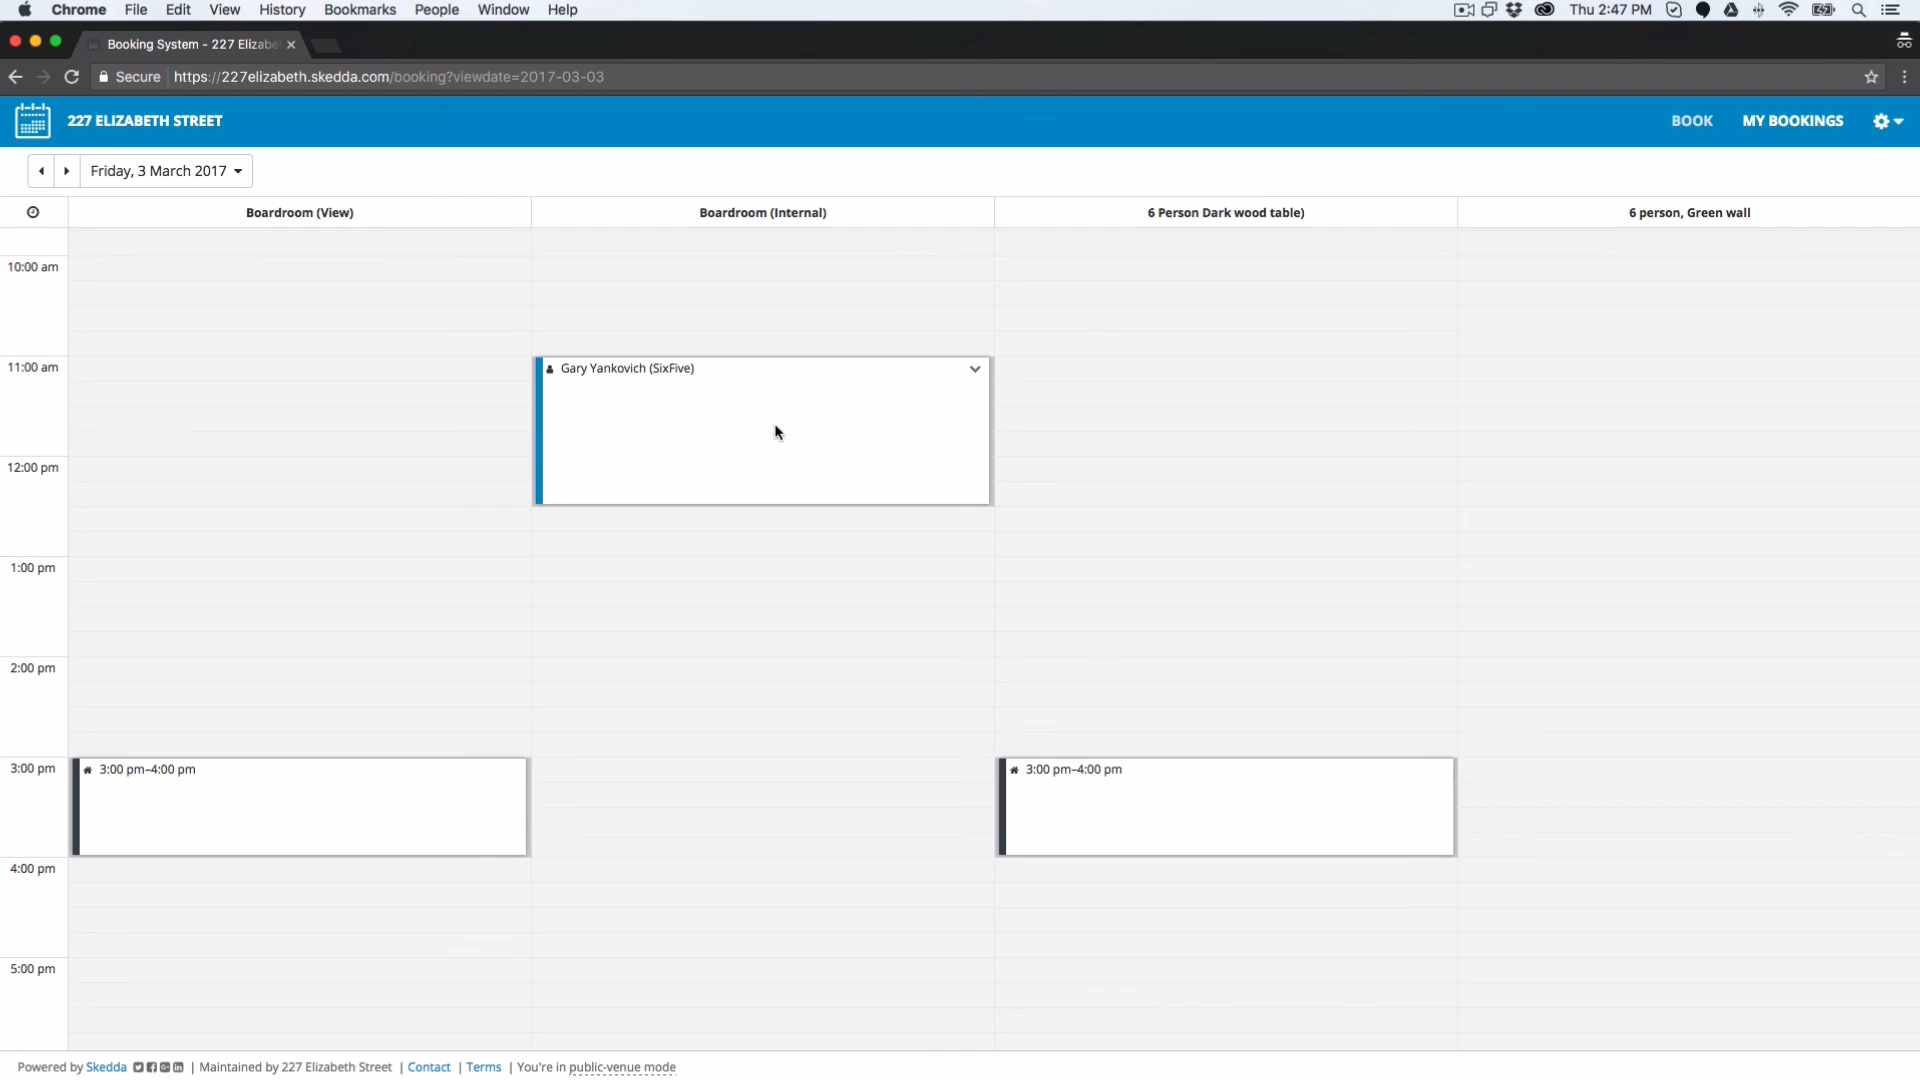 Chrome File Edit View History Bookmarks People Window Help Thu 2:47 PM
Booking System - 227 Elizabe
Secure https://227elizabeth.skedda.com/booking?viewdate=2017-03-03
227 ELIZABETH STREET BOOK MY BOOKINGS
Friday, 3 March 2017
Boardroom (View) Boardroom (Internal) 6 Person Dark wood table) 6 person, Green wall
10:00 am
11:00 am Gary Yankovich (SixFive)
12:00 pm
1:00 pm
2:00 pm
3:00 pm 3:00 pm–4:00 pm 3:00 pm–4:00 pm
4:00 pm
5:00 pm
Powered by Skedda | Maintained by 227 Elizabeth Street | Contact | Terms | You're in public-venue mode